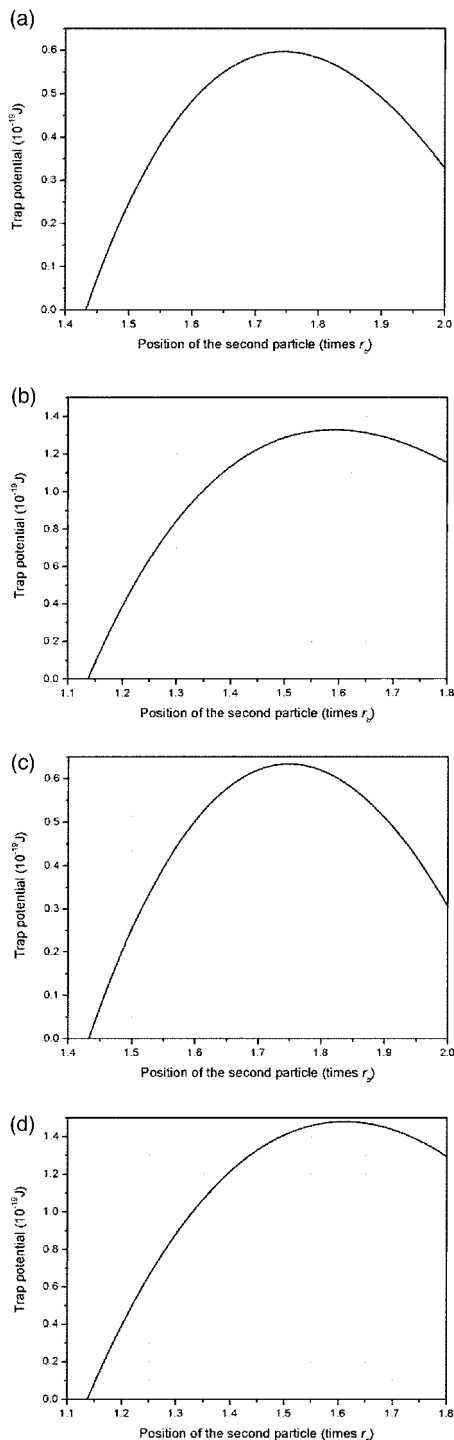 (a)
Trap potential (10⁻¹⁹J)
0.6
0.5
0.4
0.3
0.2
0.1
0.0
1.4 1.5 1.6 1.7 1.8 1.9 2.0
Position of the second particle (times r_b)
(b)
Trap potential (10⁻¹⁹J)
1.4
1.2
1.0
0.8
0.6
0.4
0.2
0.0
1.1 1.2 1.3 1.4 1.5 1.6 1.7 1.8
Position of the second particle (times r_b)
(c)
Trap potential (10⁻¹⁹J)
0.6
0.5
0.4
0.3
0.2
0.1
0.0
1.4 1.5 1.6 1.7 1.8 1.9 2.0
Position of the second particle (times r_b)
(d)
Trap potential (10⁻¹⁹J)
1.4
1.2
1.0
0.8
0.6
0.4
0.2
0.0
1.1 1.2 1.3 1.4 1.5 1.6 1.7 1.8
Position of the second particle (times r_b)